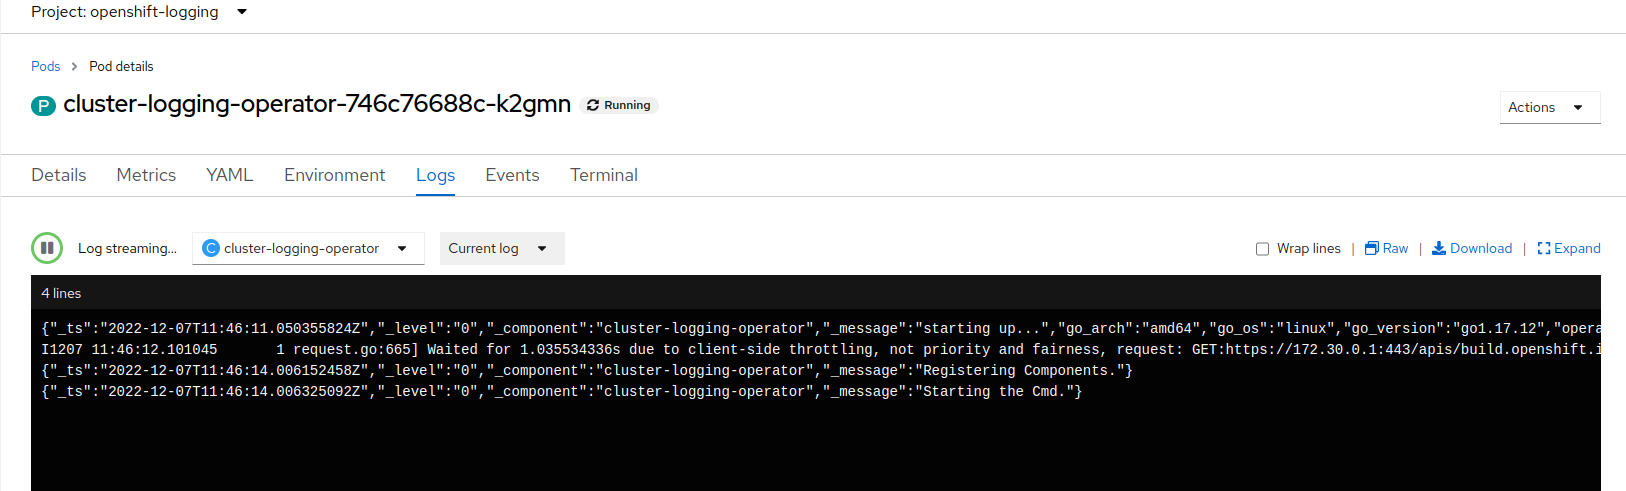 Project: openshift-logging
Pods > Pod details
P cluster-logging-operator-746c76688c-k2gmn Running
Actions
Details Metrics YAML Environment Logs Events Terminal
Log streaming... C cluster-logging-operator Current log Wrap lines | Raw | Download | Expand
4 lines
{"_ts":"2022-12-07T11:46:11.050355824Z","_level":"0","_component":"cluster-logging-operator","_message":"starting up...","go_arch":"amd64","go_os":"linux","go_version":"go1.17.12","opera
I1207 11:46:12.101045       1 request.go:665] Waited for 1.035534336s due to client-side throttling, not priority and fairness, request: GET:https://172.30.0.1:443/apis/build.openshift.i
{"_ts":"2022-12-07T11:46:14.006152458Z","_level":"0","_component":"cluster-logging-operator","_message":"Registering Components."}
{"_ts":"2022-12-07T11:46:14.006325092Z","_level":"0","_component":"cluster-logging-operator","_message":"Starting the Cmd."}